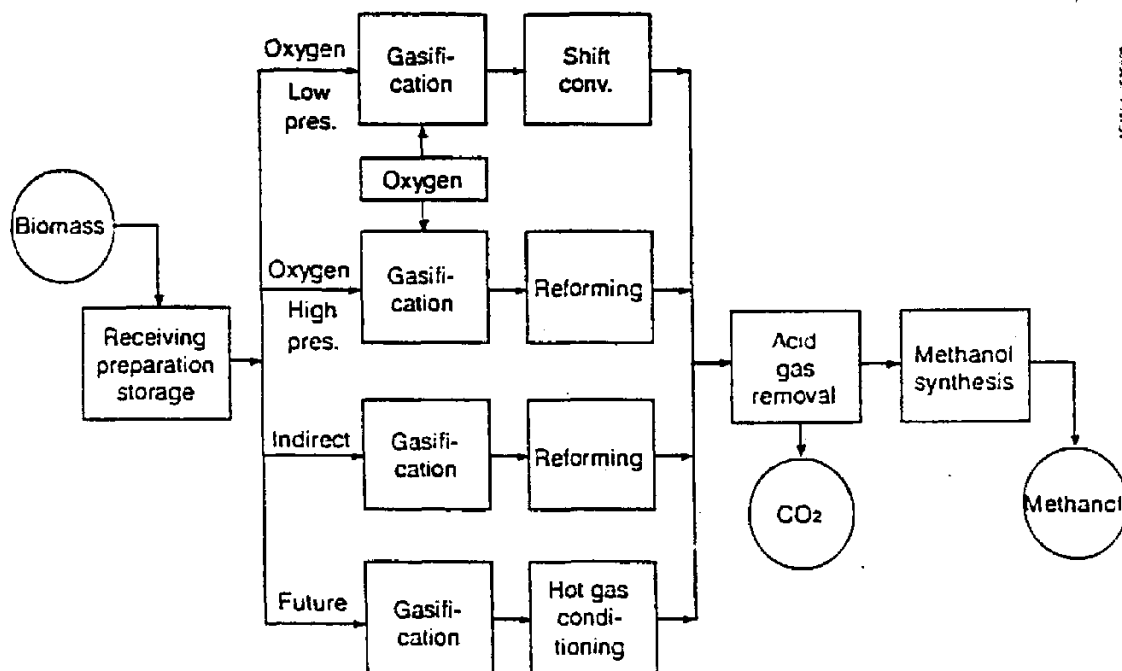 Oxygen
Low
pres.
Gasifi-
cation
Shift
conv.
Oxygen
Biomass
Receiving
preparation
storage
Oxygen
High
pres.
Gasifi-
cation
Reforming
Indirect
Gasifi-
cation
Reforming
Future
Gasifi-
cation
Hot gas
condi-
tioning
Acid
gas
removal
Methanol
synthesis
CO₂
Methanol